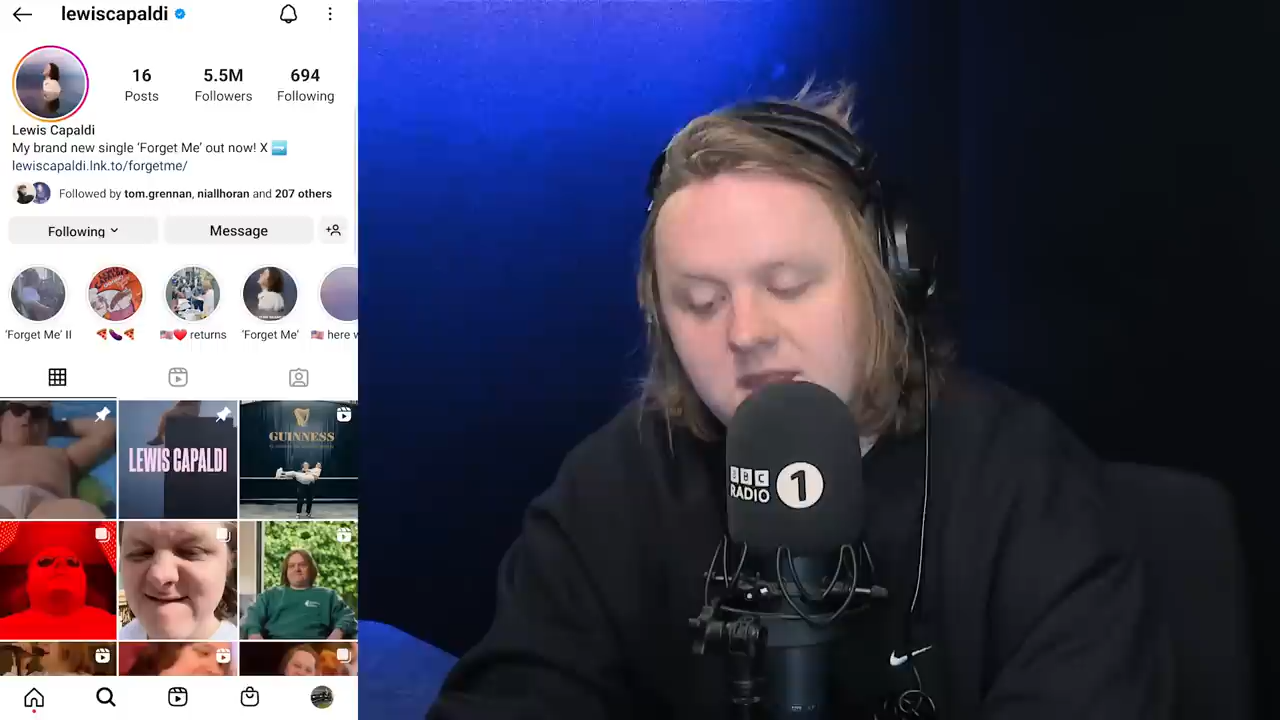 lewiscapaldi
16
5.5M
694
Posts
Followers
Following
Lewis Capaldi
My brand new single ‘Forget Me’ out now! X
lewiscapaldi.lnk.to/forgetme/
Followed by tom.grennan, niallhoran and 207 others
Following
Message
'Forget Me' II
returns
'Forget Me'
here w
LEWIS CAPALDI
GUINNESS
BBC
RADIO 1